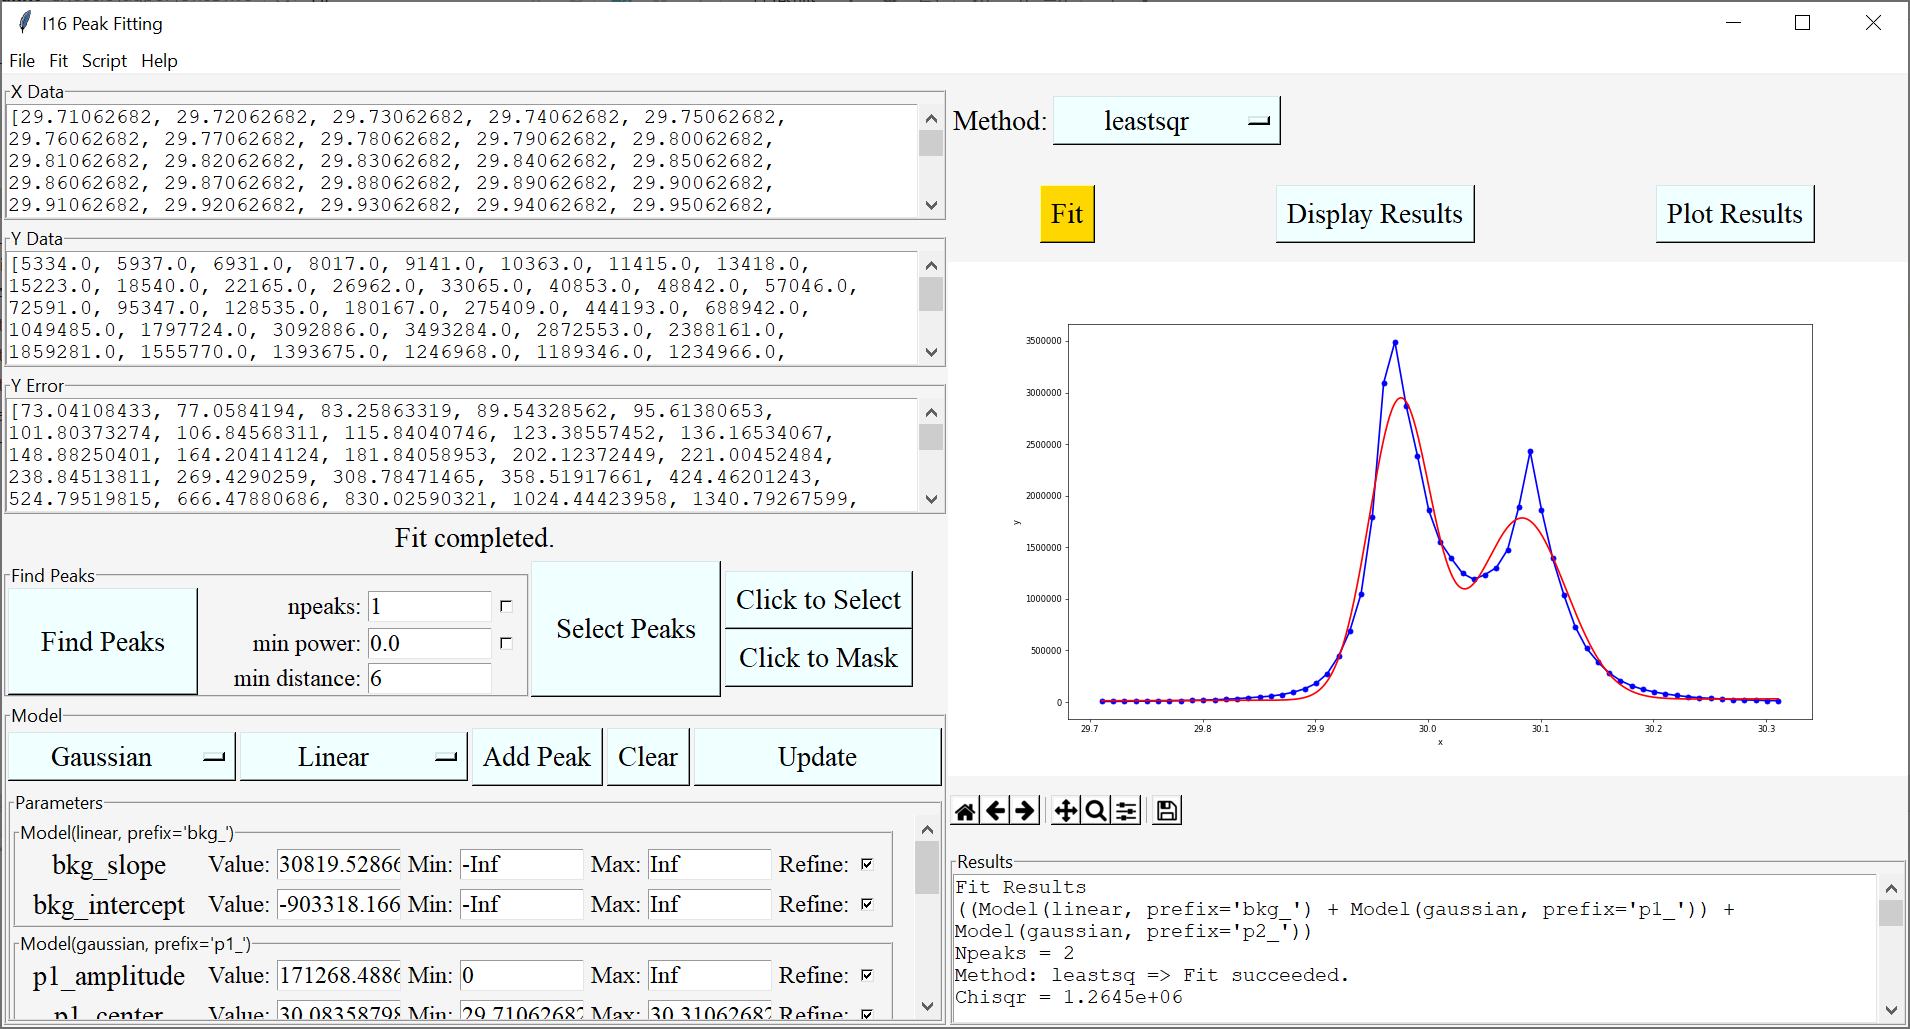 I16 Peak Fitting
File Fit Script Help
X Data
[29.71062682, 29.72062682, 29.73062682, 29.74062682, 29.75062682,
29.76062682, 29.77062682, 29.78062682, 29.79062682, 29.80062682,
29.81062682, 29.82062682, 29.83062682, 29.84062682, 29.85062682,
29.86062682, 29.87062682, 29.88062682, 29.89062682, 29.90062682,
29.91062682, 29.92062682, 29.93062682, 29.94062682, 29.95062682,
Y Data
[5334.0, 5937.0, 6931.0, 8017.0, 9141.0, 10363.0, 11415.0, 13418.0,
15223.0, 18540.0, 22165.0, 26962.0, 33065.0, 40853.0, 48842.0, 57046.0,
72591.0, 95347.0, 128535.0, 180167.0, 275409.0, 444193.0, 688942.0,
1049485.0, 1797724.0, 3092886.0, 3493284.0, 2872553.0, 2388161.0,
1859281.0, 1555770.0, 1393675.0, 1246968.0, 1189346.0, 1234966.0,
Y Error
[73.04108433, 77.0584194, 83.25863319, 89.54328562, 95.61380653,
101.80373274, 106.84568311, 115.84040746, 123.38557452, 136.16534067,
148.88250401, 164.20414124, 181.84058953, 202.12372449, 221.00452484,
238.84513811, 269.4290259, 308.78471465, 358.51917661, 424.46201243,
524.79519815, 666.47880686, 830.02590321, 1024.44423958, 1340.79267599,
Fit completed.
Find Peaks
Find Peaks
npeaks: 1
min power: 0.0
min distance: 6
Select Peaks
Click to Select
Click to Mask
Model
Gaussian Linear Add Peak Clear Update
Parameters
Model(linear, prefix='bkg_')
bkg_slope Value: 30819.52866 Min: -Inf Max: Inf Refine:
bkg_intercept Value: -903318.166 Min: -Inf Max: Inf Refine:
Model(gaussian, prefix='p1_')
p1_amplitude Value: 171268.4886 Min: 0 Max: Inf Refine:
p1_center Value: 30.08358798 Min: 29.71062682 Max: 30.31062682 Refine:
Method: leastsqr
Fit Display Results Plot Results
3500000
3000000
2500000
2000000
1500000
1000000
500000
0
y
29.7 29.8 29.9 30.0 30.1 30.2 30.3
x
Results
Fit Results
((Model(linear, prefix='bkg_') + Model(gaussian, prefix='p1_')) +
Model(gaussian, prefix='p2_'))
Npeaks = 2
Method: leastsq => Fit succeeded.
Chisqr = 1.2645e+06